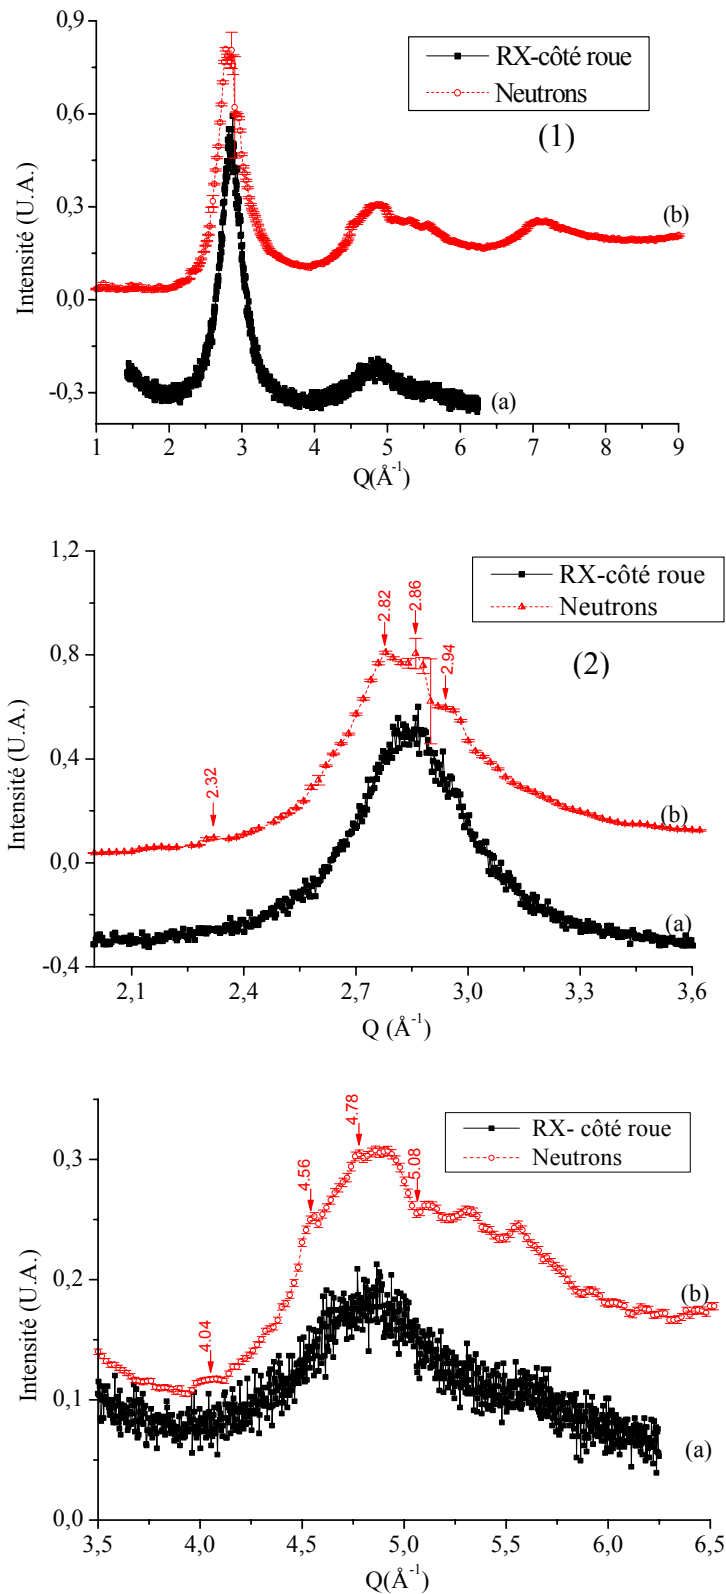 0,9
0,6
0,3
0,0
-0,3
Intensité (U.A.)
RX-côté roue
Neutrons
(1)
(b)
(a)
1 2 3 4 5 6 7 8 9
Q(Å-1)
1,2
0,8
0,4
0,0
-0,4
Intensité (U.A.)
RX-côté roue
Neutrons
(2)
2.32
2.82
2.86
2.94
(b)
(a)
2,1 2,4 2,7 3,0 3,3 3,6
Q (Å-1)
0,3
0,2
0,1
0,0
Intensité (U.A.)
RX- côté roue
Neutrons
4.04
4.56
4.78
5.08
(b)
(a)
3,5 4,0 4,5 5,0 5,5 6,0 6,5
Q(Å-1)